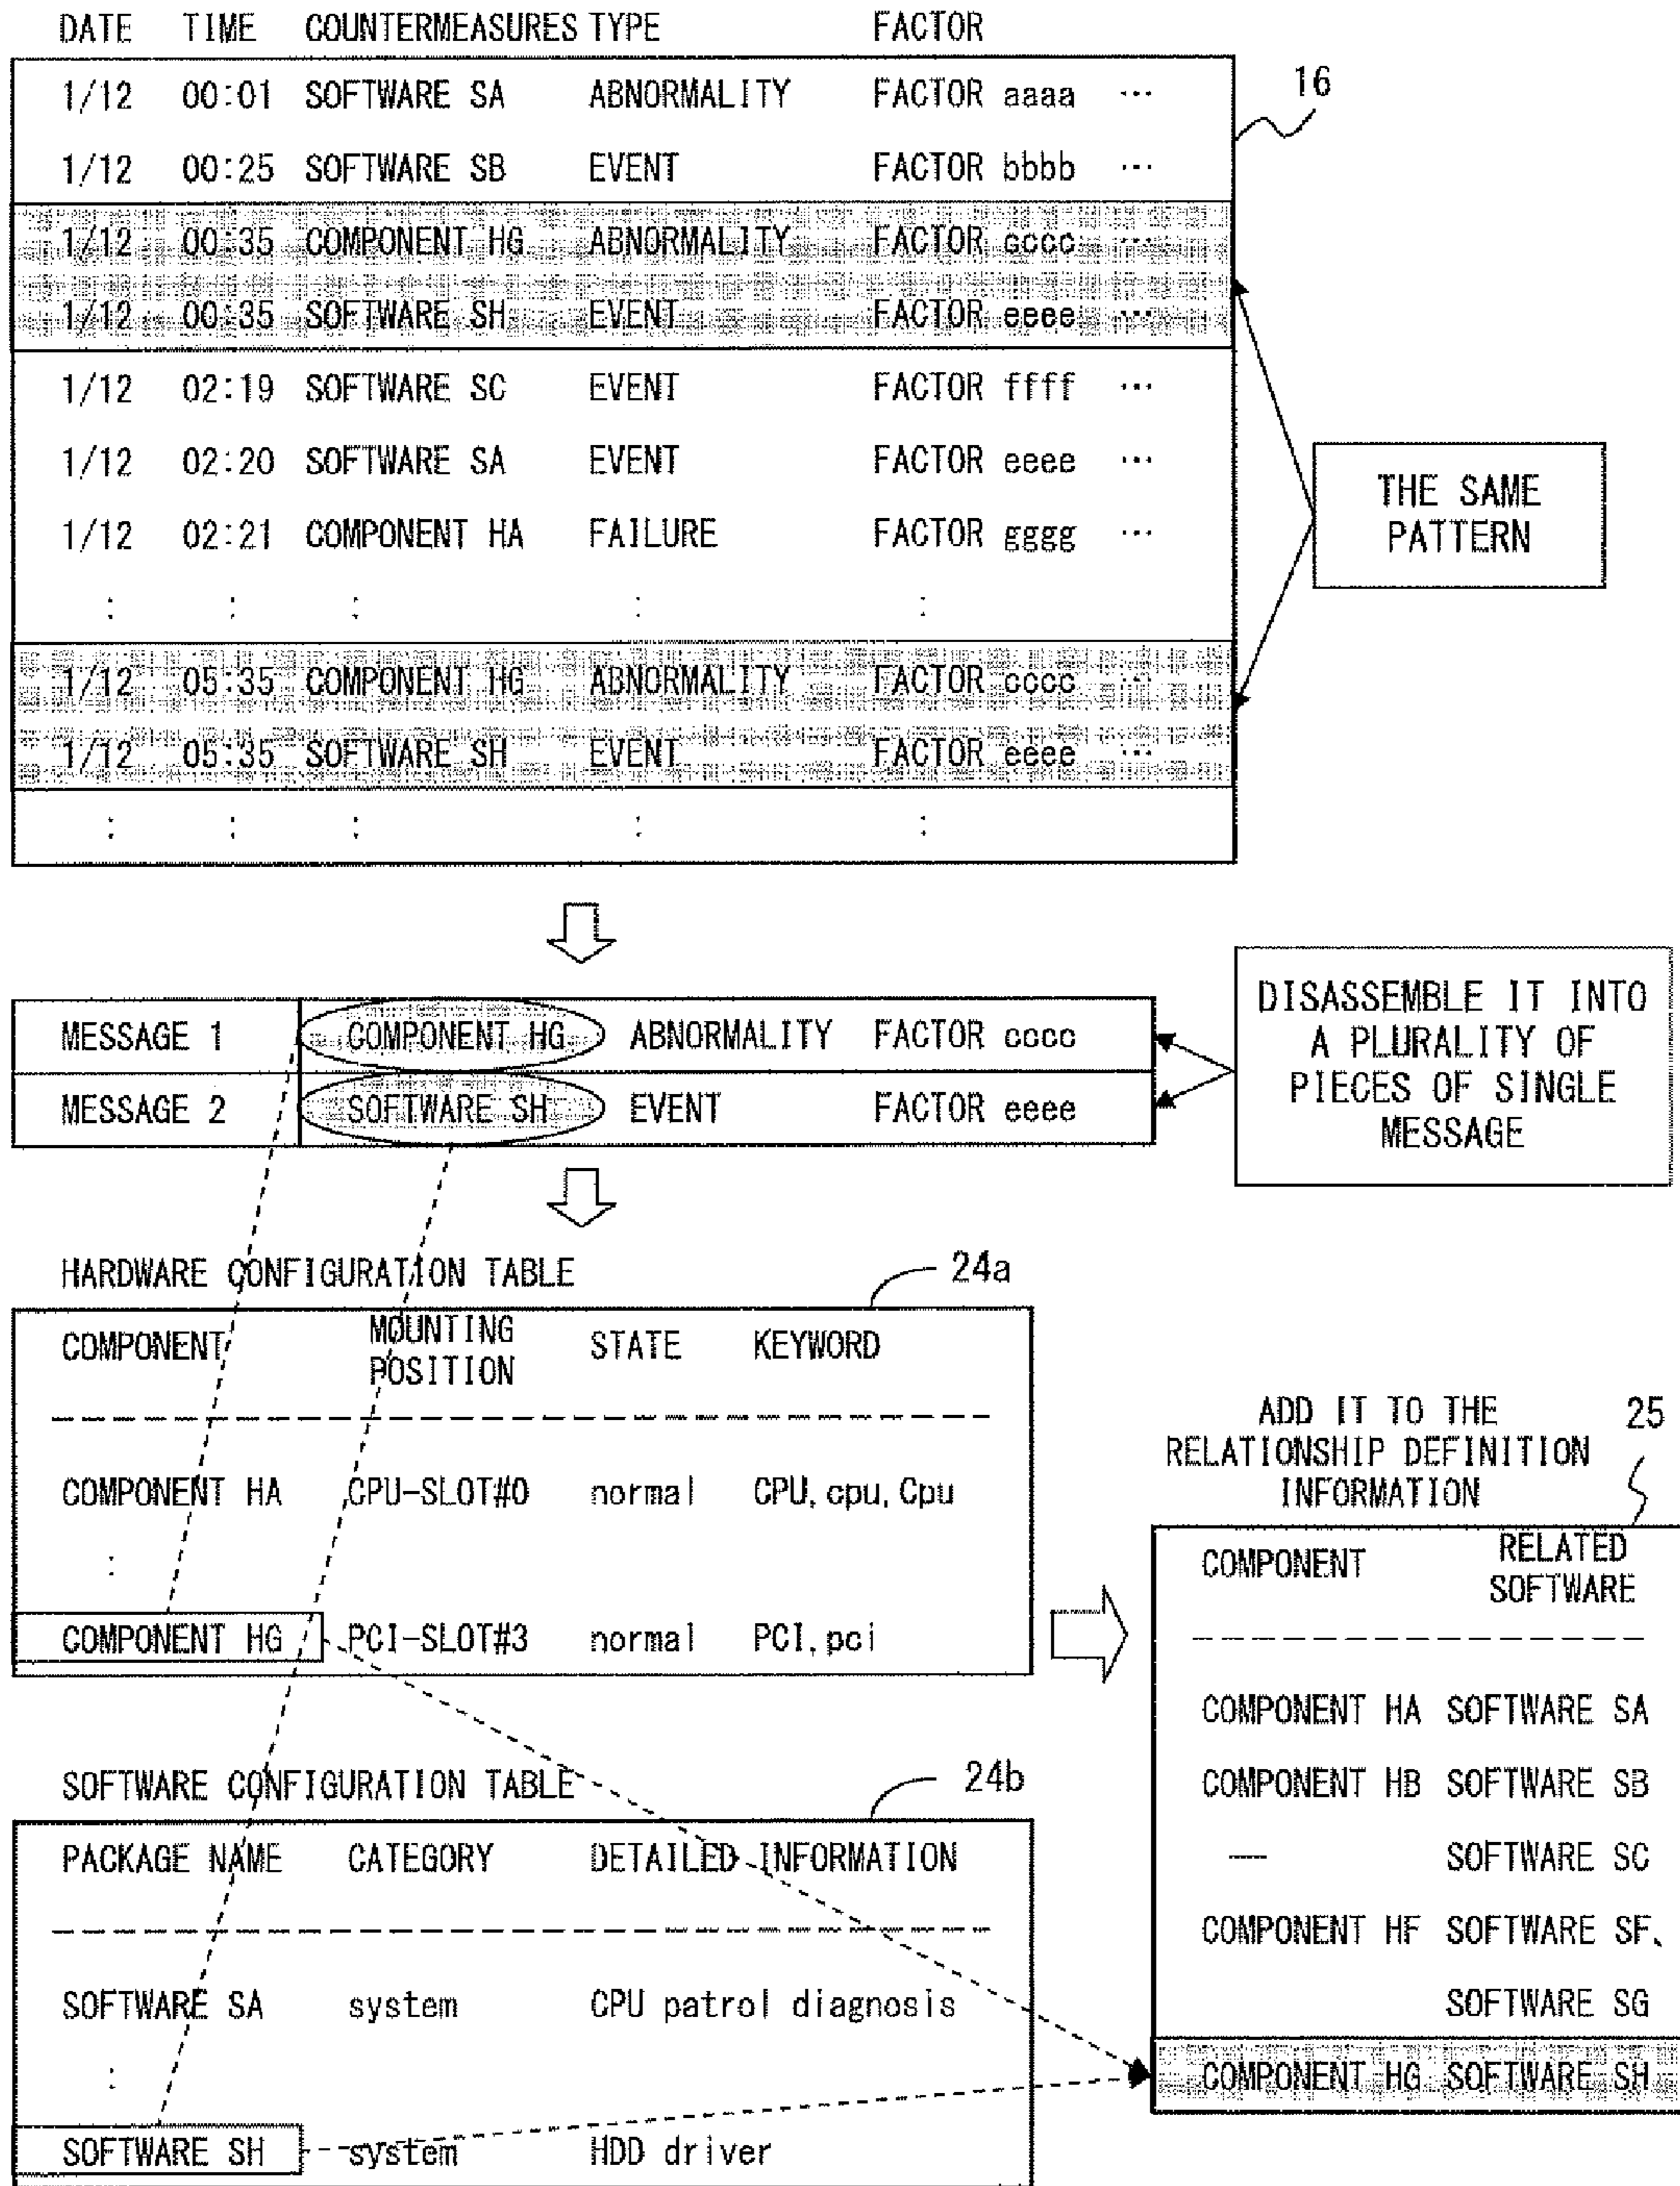 DATE TIME COUNTERMEASURES TYPE FACTOR
1/12 00:01 SOFTWARE SA ABNORMALITY FACTOR aaaa ...
16
1/12 00:25 SOFTWARE SB EVENT FACTOR bbbb ...
1/12 00:35 COMPONENT HG ABNORMALITY FACTOR cccc ...
1/12 00:35 SOFTWARE SH EVENT FACTOR eeee ...
1/12 02:19 SOFTWARE SC EVENT FACTOR ffff ...
1/12 02:20 SOFTWARE SA EVENT FACTOR eeee ...
1/12 02:21 COMPONENT HA FAILURE FACTOR gggg ...
: : : : :
THE SAME
PATTERN
1/12 05:35 COMPONENT HG ABNORMALITY FACTOR cccc ...
1/12 05:35 SOFTWARE SH EVENT FACTOR eeee ...
: : : : :
MESSAGE 1 COMPONENT HG ABNORMALITY FACTOR cccc
MESSAGE 2 SOFTWARE SH EVENT FACTOR eeee
DISASSEMBLE IT INTO
A PLURALITY OF
PIECES OF SINGLE
MESSAGE
HARDWARE CONFIGURATION TABLE
24a
COMPONENT MOUNTING POSITION STATE KEYWORD
COMPONENT HA CPU-SLOT#0 normal CPU,cpu,Cpu
:
COMPONENT HG PCI-SLOT#3 normal PCI,pci
SOFTWARE CONFIGURATION TABLE
24b
PACKAGE NAME CATEGORY DETAILED INFORMATION
SOFTWARE SA system CPU patrol diagnosis
:
SOFTWARE SH system HDD driver
ADD IT TO THE
RELATIONSHIP DEFINITION
INFORMATION
25
COMPONENT RELATED SOFTWARE
COMPONENT HA SOFTWARE SA
COMPONENT HB SOFTWARE SB
— SOFTWARE SC
COMPONENT HF SOFTWARE SF、
SOFTWARE SG
COMPONENT HG SOFTWARE SH